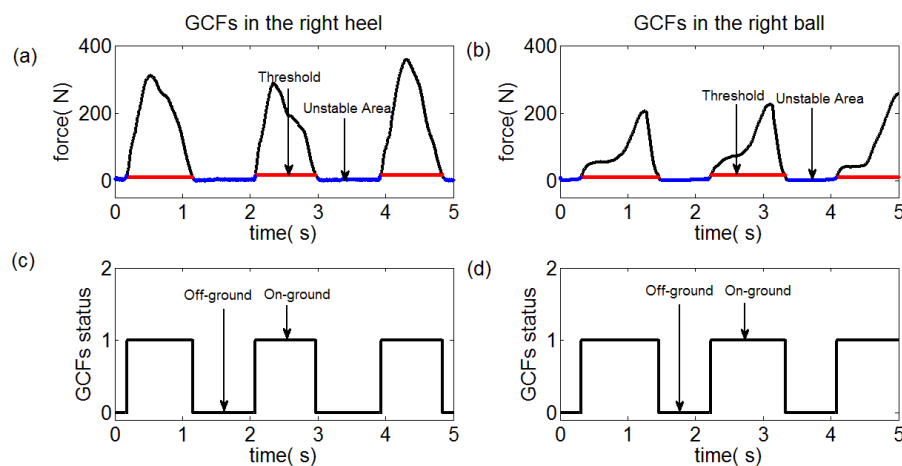 GCFs in the right heel
GCFs in the right ball
(a)
400
200
0
force( N)
Threshold
Unstable Area
0 1 2 3 4 5
time( s)
(b)
400
200
0
force( N)
Threshold
Unstable Area
0 1 2 3 4 5
time( s)
(c)
2
1
0
GCFs status
Off-ground
On-ground
0 1 2 3 4 5
time( s)
(d)
2
1
0
GCFs status
Off-ground
On-ground
0 1 2 3 4 5
time( s)